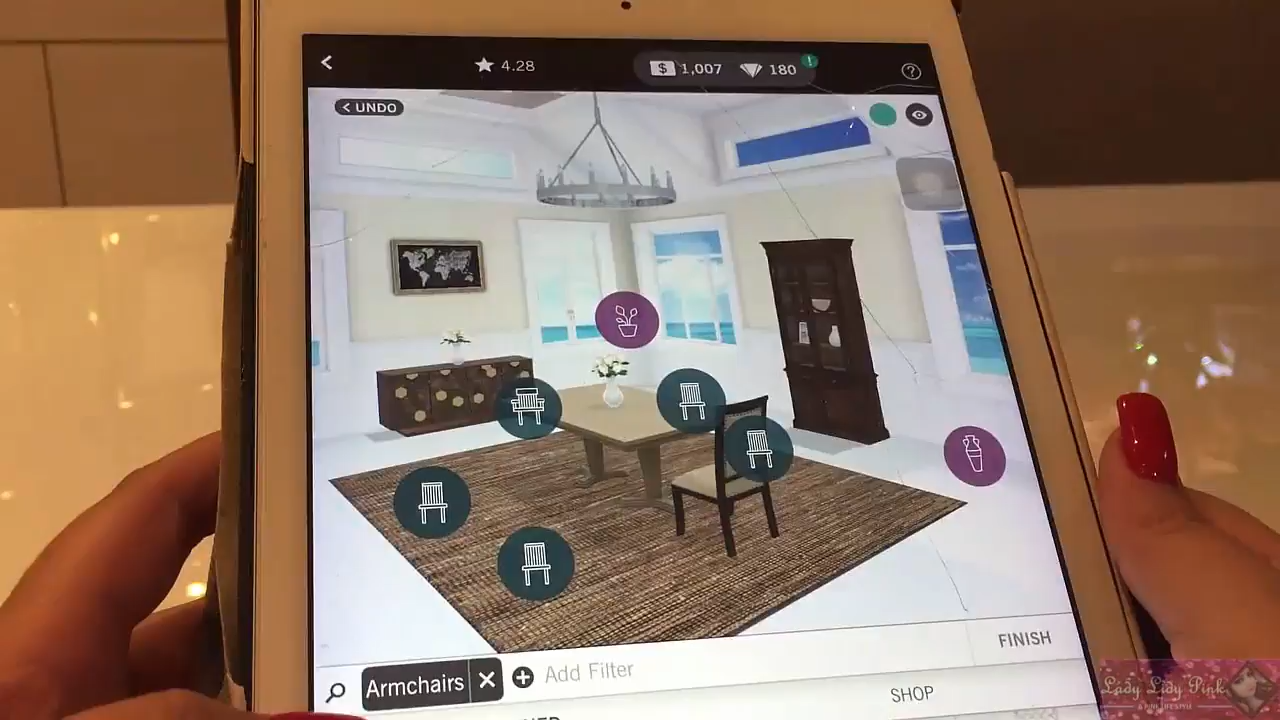 4.28
$ 1,007
180 !
?
< UNDO
FINISH
Armchairs X
Add Filter
SHOP
Lady Lidy Pink